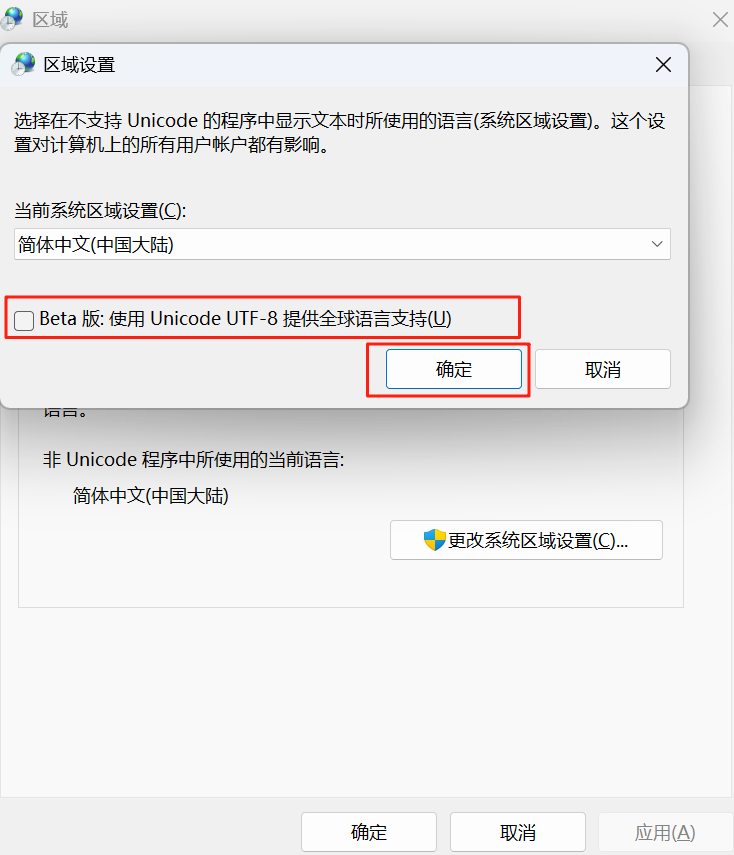 区域
区域设置
选择在不支持 Unicode 的程序中显示文本时所使用的语言(系统区域设置)。这个设
置对计算机上的所有用户帐户都有影响。
当前系统区域设置(C):
简体中文(中国大陆)
Beta 版: 使用 Unicode UTF-8 提供全球语言支持(U)
确定
取消
语言。
非 Unicode 程序中所使用的当前语言:
简体中文(中国大陆)
更改系统区域设置(C)...
确定
取消
应用(A)